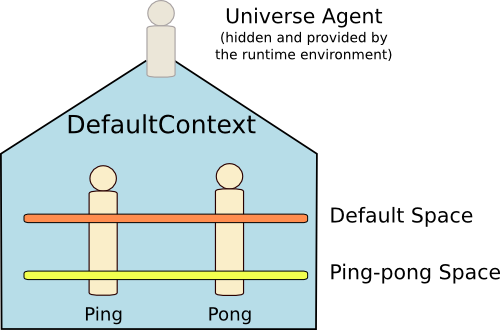 Universe Agent
(hidden and provided by
the runtime environment)
DefaultContext
Default Space
Ping-pong Space
Ping
Pong